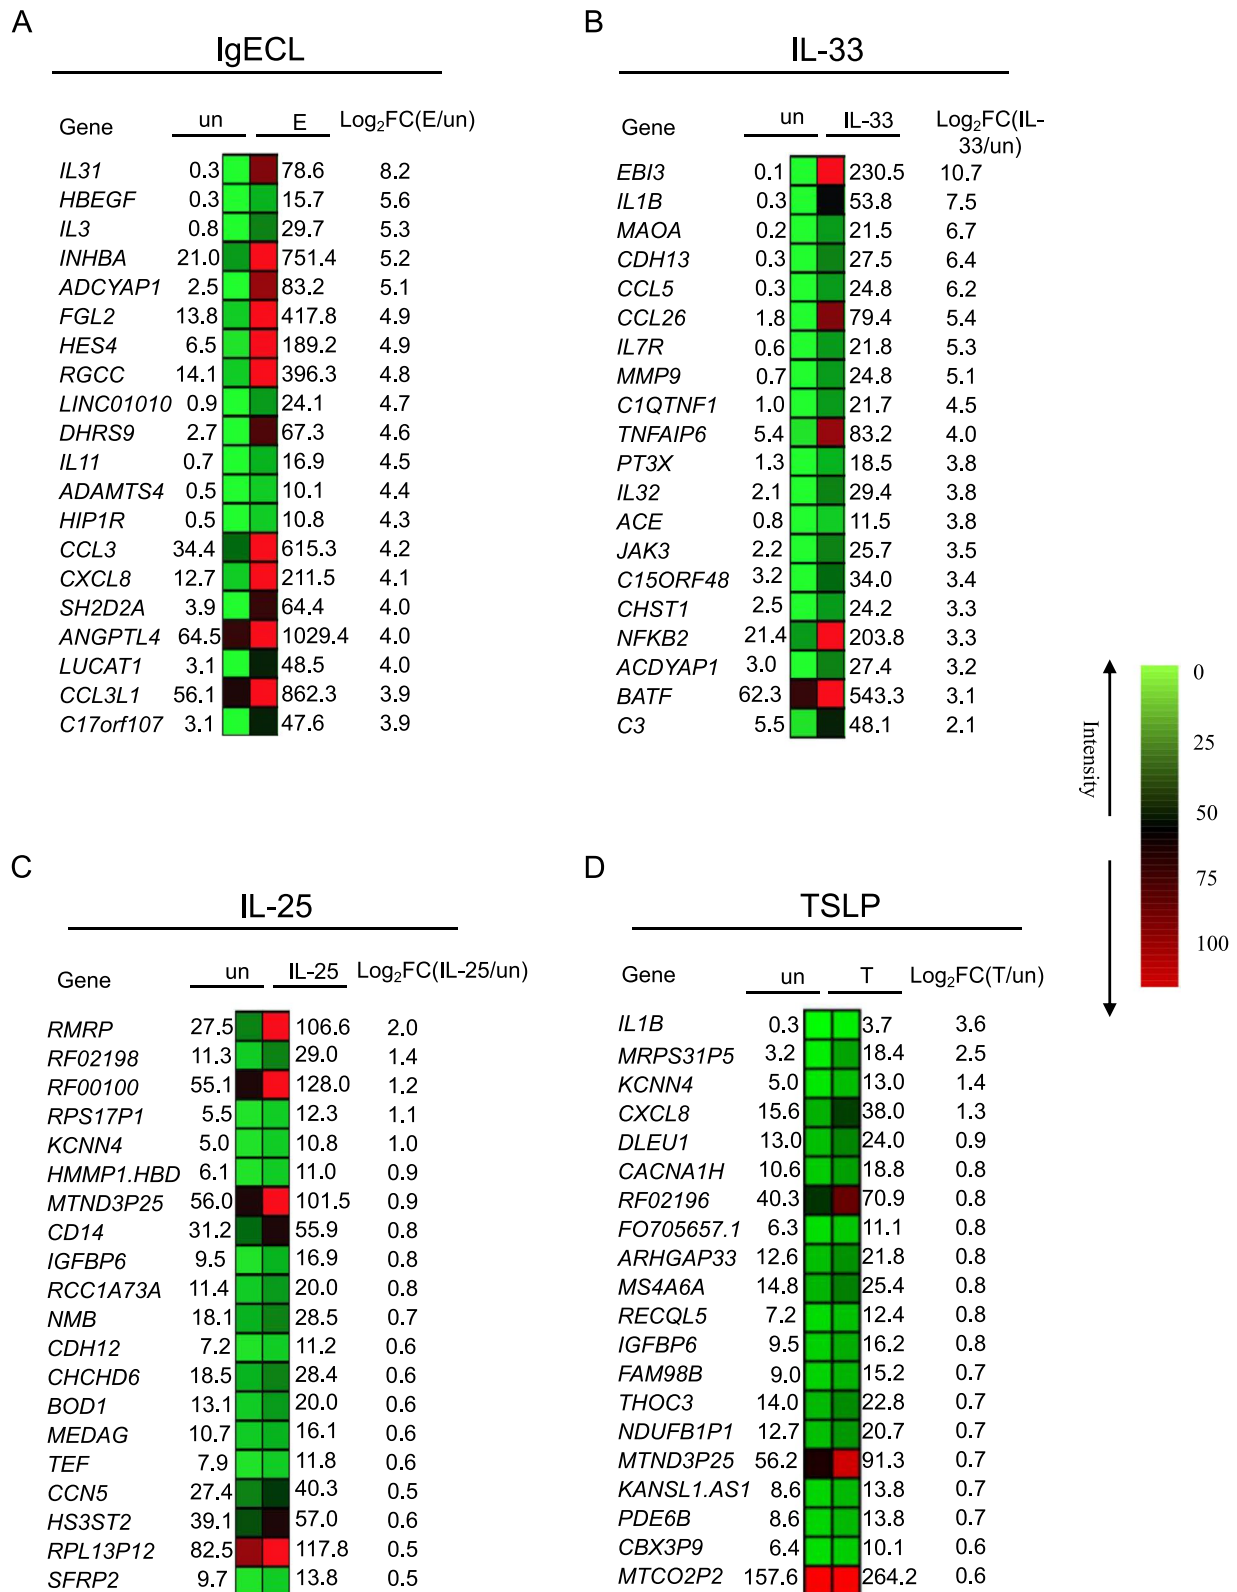 A
IgECL
Gene un E Log2FC(E/un)
IL31 0.3 78.6 8.2
HBEGF 0.3 15.7 5.6
IL3 0.8 29.7 5.3
INHBA 21.0 751.4 5.2
ADCYAP1 2.5 83.2 5.1
FGL2 13.8 417.8 4.9
HES4 6.5 189.2 4.9
RGCC 14.1 396.3 4.8
LINC01010 0.9 24.1 4.7
DHRS9 2.7 67.3 4.6
IL11 0.7 16.9 4.5
ADAMTS4 0.5 10.1 4.4
HIP1R 0.5 10.8 4.3
CCL3 34.4 615.3 4.2
CXCL8 12.7 211.5 4.1
SH2D2A 3.9 64.4 4.0
ANGPTL4 64.5 1029.4 4.0
LUCAT1 3.1 48.5 4.0
CCL3L1 56.1 862.3 3.9
C17orf107 3.1 47.6 3.9
B
IL-33
Gene un IL-33 Log2FC(IL-
33/un)
EBI3 0.1 230.5 10.7
IL1B 0.3 53.8 7.5
MAOA 0.2 21.5 6.7
CDH13 0.3 27.5 6.4
CCL5 0.3 24.8 6.2
CCL26 1.8 79.4 5.4
IL7R 0.6 21.8 5.3
MMP9 0.7 24.8 5.1
C1QTNF1 1.0 21.7 4.5
TNFAIP6 5.4 83.2 4.0
PT3X 1.3 18.5 3.8
IL32 2.1 29.4 3.8
ACE 0.8 11.5 3.8
JAK3 2.2 25.7 3.5
C15ORF48 3.2 34.0 3.4
CHST1 2.5 24.2 3.3
NFKB2 21.4 203.8 3.3
ACDYAP1 3.0 27.4 3.2
BATF 62.3 543.3 3.1
C3 5.5 48.1 2.1
Intensity
0
25
50
75
100
C
IL-25
Gene un IL-25 Log2FC(IL-25/un)
RMRP 27.5 106.6 2.0
RF02198 11.3 29.0 1.4
RF00100 55.1 128.0 1.2
RPS17P1 5.5 12.3 1.1
KCNN4 5.0 10.8 1.0
HMMP1.HBD 6.1 11.0 0.9
MTND3P25 56.0 101.5 0.9
CD14 31.2 55.9 0.8
IGFBP6 9.5 16.9 0.8
RCC1A73A 11.4 20.0 0.8
NMB 18.1 28.5 0.7
CDH12 7.2 11.2 0.6
CHCHD6 18.5 28.4 0.6
BOD1 13.1 20.0 0.6
MEDAG 10.7 16.1 0.6
TEF 7.9 11.8 0.6
CCN5 27.4 40.3 0.5
HS3ST2 39.1 57.0 0.6
RPL13P12 82.5 117.8 0.5
SFRP2 9.7 13.8 0.5
D
TSLP
Gene un T Log2FC(T/un)
IL1B 0.3 3.7 3.6
MRPS31P5 3.2 18.4 2.5
KCNN4 5.0 13.0 1.4
CXCL8 15.6 38.0 1.3
DLEU1 13.0 24.0 0.9
CACNA1H 10.6 18.8 0.8
RF02196 40.3 70.9 0.8
FO705657.1 6.3 11.1 0.8
ARHGAP33 12.6 21.8 0.8
MS4A6A 14.8 25.4 0.8
RECQL5 7.2 12.4 0.8
IGFBP6 9.5 16.2 0.8
FAM98B 9.0 15.2 0.7
THOC3 14.0 22.8 0.7
NDUFB1P1 12.7 20.7 0.7
MTND3P25 56.2 91.3 0.7
KANSL1.AS1 8.6 13.8 0.7
PDE6B 8.6 13.8 0.7
CBX3P9 6.4 10.1 0.6
MTCO2P2 157.6 264.2 0.6